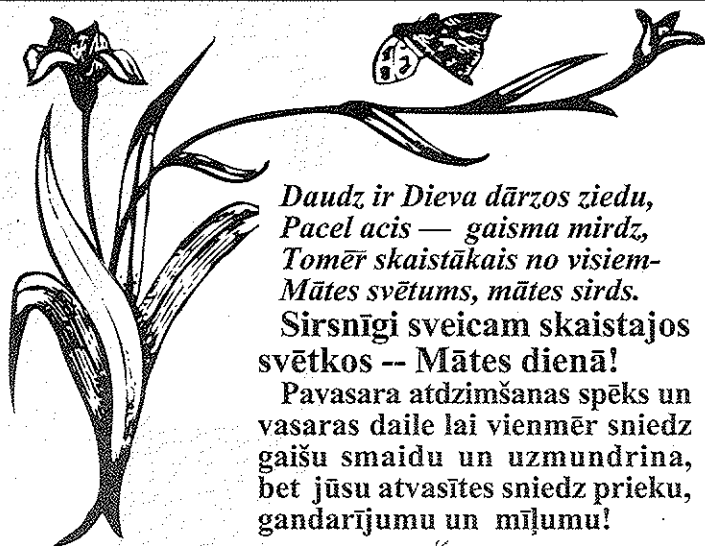 Daudz ir Dieva dārzos ziedu,
Pacel acis — gaisma mirdz,
Tomēr skaistākais no visiem-
Mātes svētums, mātes sirds.
Sirsnīgi sveicam skaistajos
svētkos -- Mātes dienā!
Pavasara atdzimšanas spēks un
vasaras daile lai vienmēr sniedz
gaišu smaidu un uzmundrina,
bet jūsu atvasītes sniedz prieku,
gandarījumu un mīļumu!